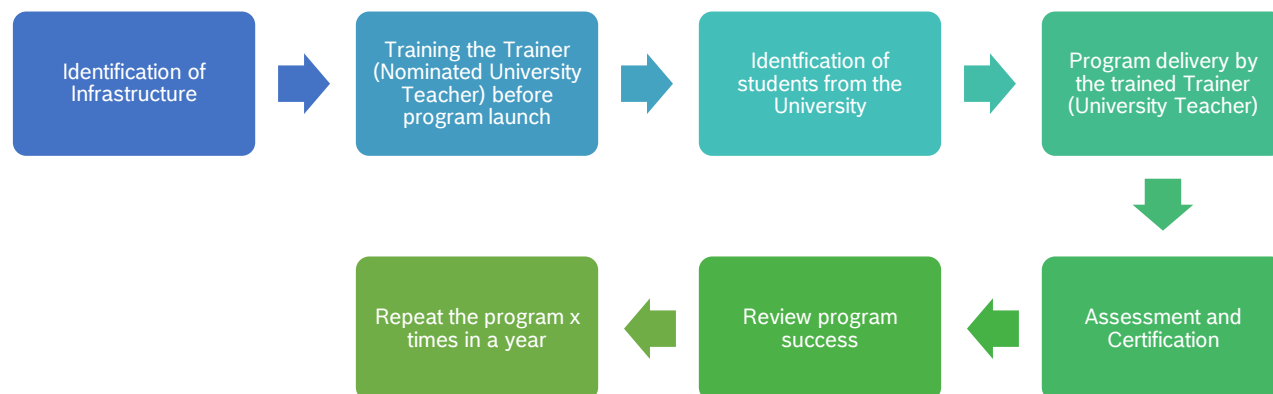 Identification of
Infrastructure
Training the Trainer
(Nominated University
Teacher) before
program launch
Identfication of
students from the
University
Program delivery by
the trained Trainer
(University Teacher)
Assessment and
Certification
Review program
success
Repeat the program x
times in a year